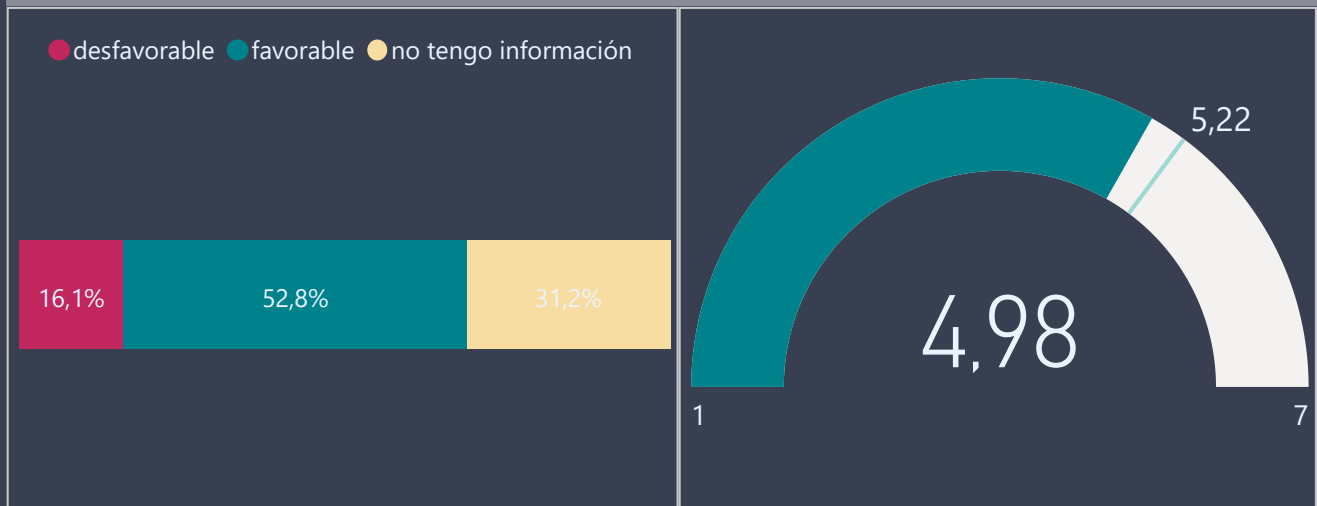 desfavorable favorable no tengo información
16,1% 52,8% 31,2%
5,22
4,98
1 7